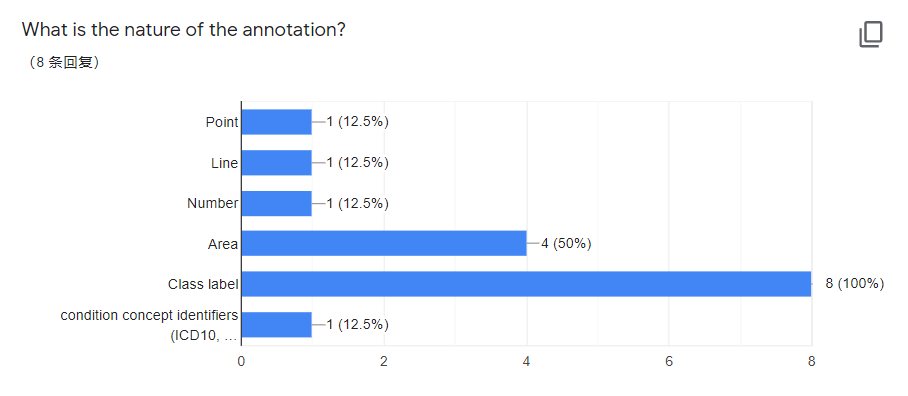 What is the nature of the annotation?
（8 条回复）
Point
1 (12.5%)
Line
1 (12.5%)
Number
1 (12.5%)
Area
4 (50%)
Class label
8 (100%)
condition concept identifiers
(ICD10, …
1 (12.5%)
0 2 4 6 8